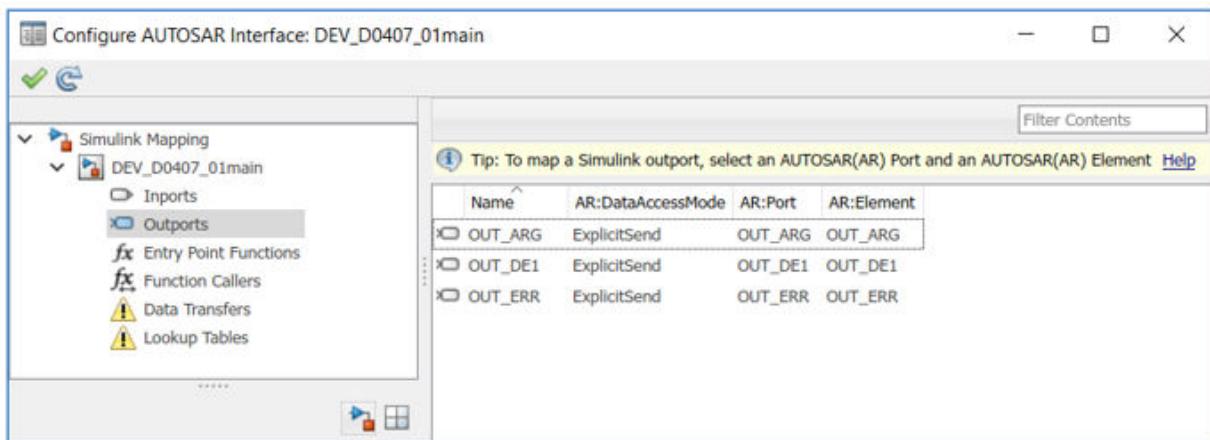 Configure AUTOSAR Interface: DEV_D0407_01main
Filter Contents
Simulink Mapping
DEV_D0407_01main
Inports
Outports
fx Entry Point Functions
fx Function Callers
Data Transfers
Lookup Tables
Tip: To map a Simulink outport, select an AUTOSAR(AR) Port and an AUTOSAR(AR) Element Help
Name AR:DataAccessMode AR:Port AR:Element
OUT_ARG ExplicitSend OUT_ARG OUT_ARG
OUT_DE1 ExplicitSend OUT_DE1 OUT_DE1
OUT_ERR ExplicitSend OUT_ERR OUT_ERR